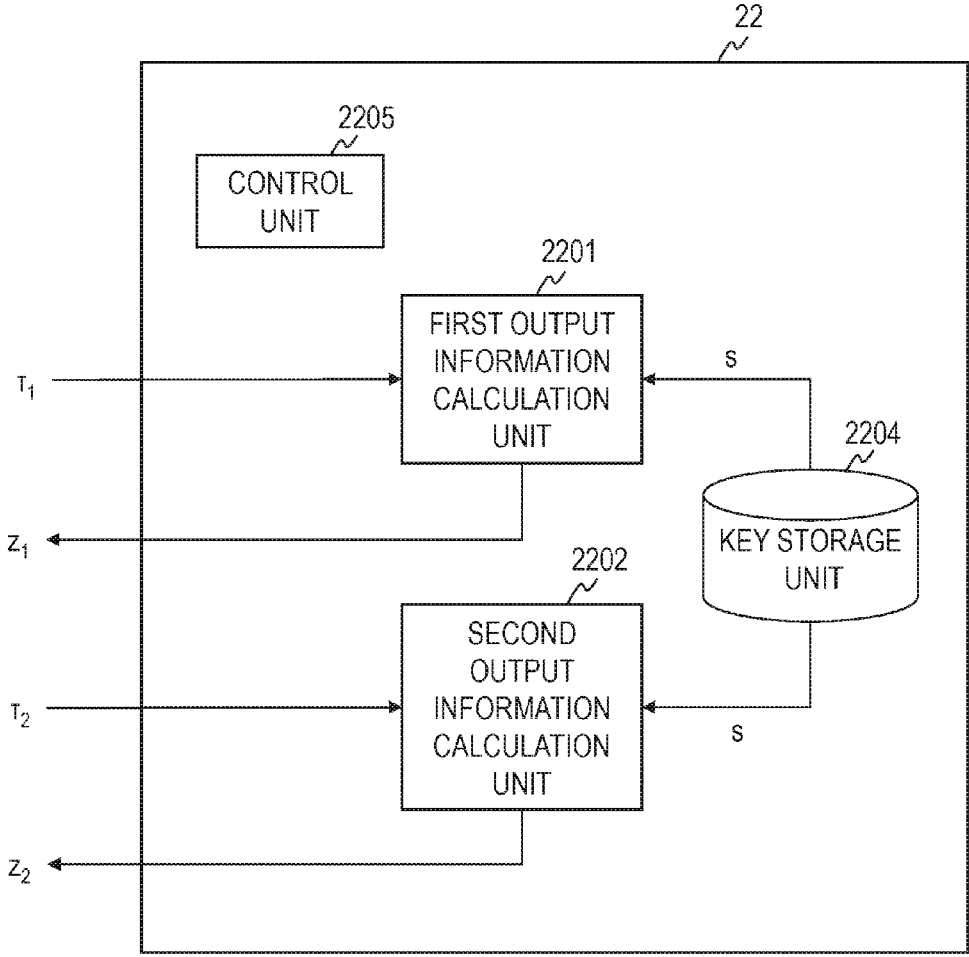 22
2205
CONTROL
UNIT
2201
FIRST OUTPUT
INFORMATION
CALCULATION
UNIT
T1
s
2204
KEY STORAGE
UNIT
z1
2202
SECOND
OUTPUT
INFORMATION
CALCULATION
UNIT
T2
s
z2